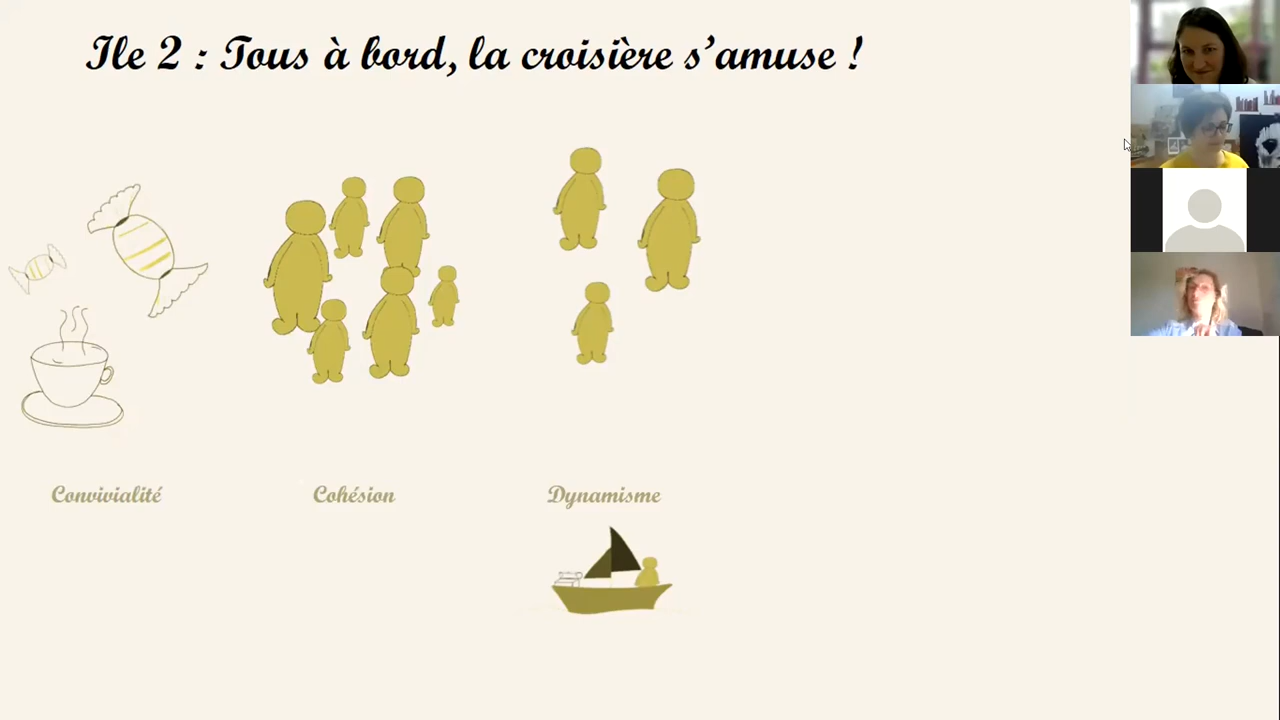 Ile 2 : Tous à bord, la croisière s’amuse !
Convivialité
Cohésion
Dynamisme